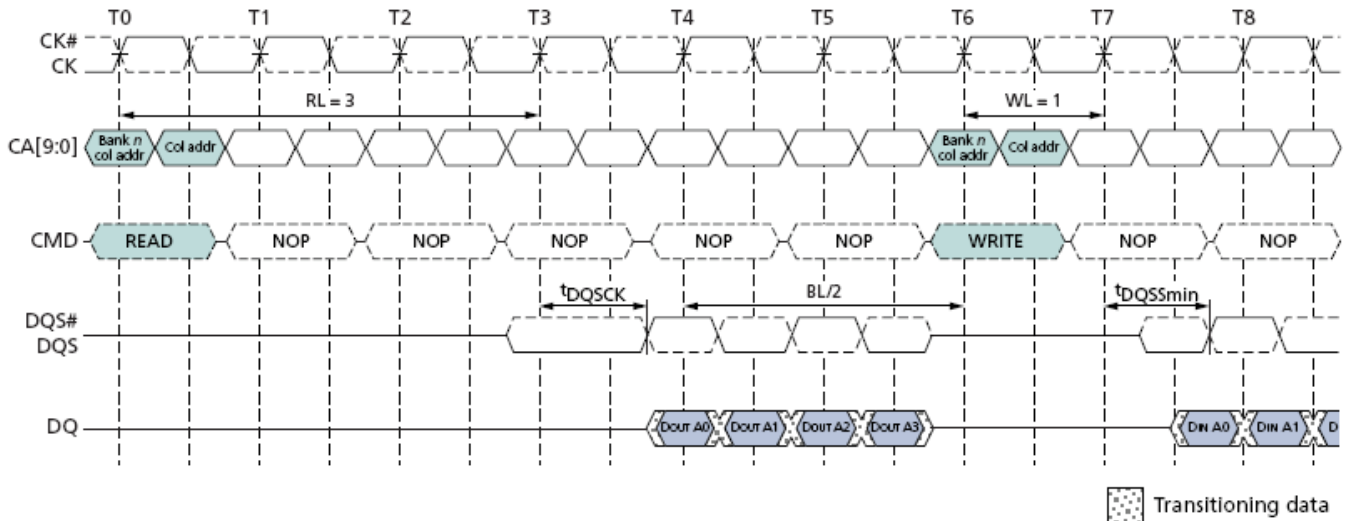 T0 T1 T2 T3 T4 T5 T6 T7 T8
CK#
CK
RL = 3 WL = 1
CA[9:0] Bank n col addr Col addr Bank n col addr Col addr
CMD READ NOP NOP NOP NOP NOP WRITE NOP NOP
tDQSCK BL/2 tDQSSmin
DQS#
DQS
DQ DOUT A0 DOUT A1 DOUT A2 DOUT A3 DIN A0 DIN A1 D
Transitioning data